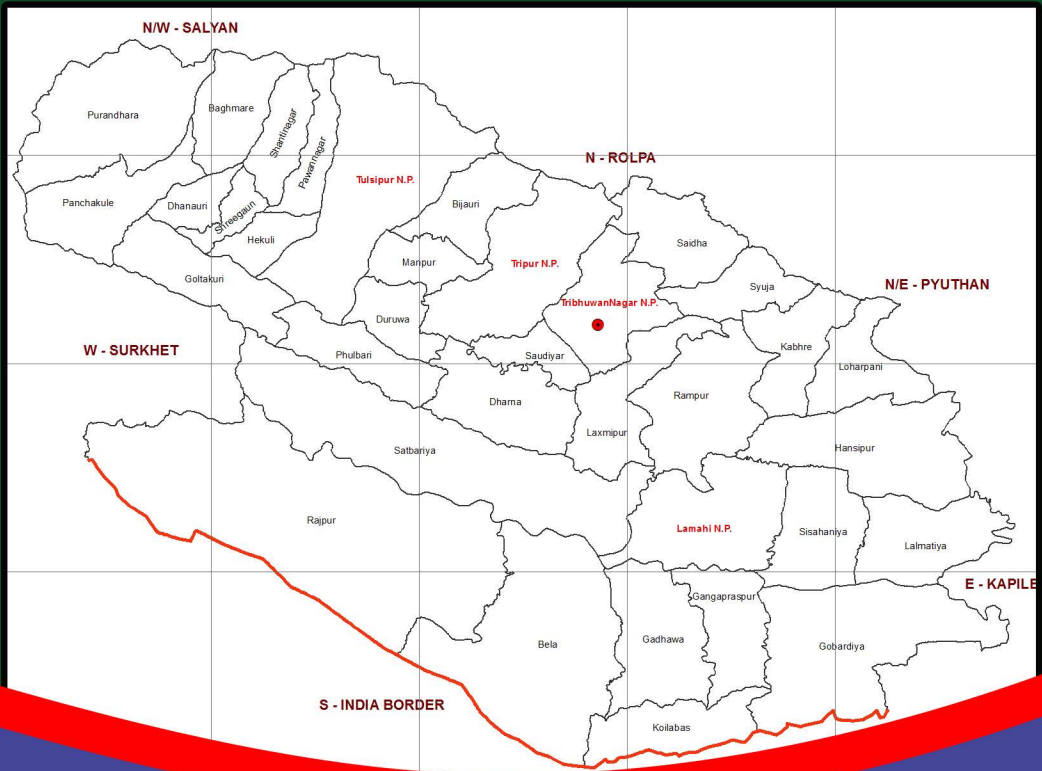 N/W - SALYAN
Purandhara
Baghmare
Shantinagar
Pawannagar
N - ROLPA
Tulsipur N.P.
Panchakule
Dhanauri
Shreegaun
Bijauri
Hekuli
Saidha
Manpur
Tripur N.P.
Goltakuri
Syuja
N/E - PYUTHAN
TribhuwanNagar N.P.
Duruwa
W - SURKHET
Phulbari
Saudiyar
Kabhre
Loharpani
Rampur
Dharna
Laxmipur
Satbariya
Hansipur
Rajpur
Lamahi N.P.
Sisahaniya
Lalmatiya
E - KAPILE
Gangapraspur
Bela
Gadhawa
Gobardiya
S - INDIA BORDER
Koilabas